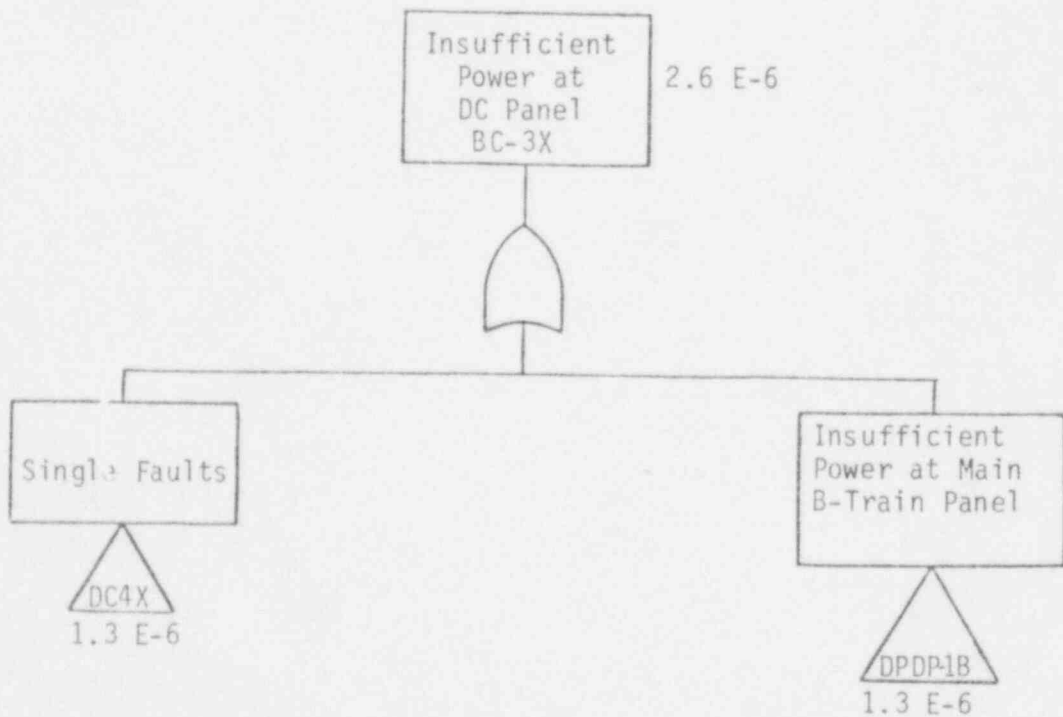 Insufficient
Power at
DC Panel
BC-3X
2.6 E-6
Single Faults
DC4X
1.3 E-6
Insufficient
Power at Main
B-Train Panel
DPDP-1B
1.3 E-6